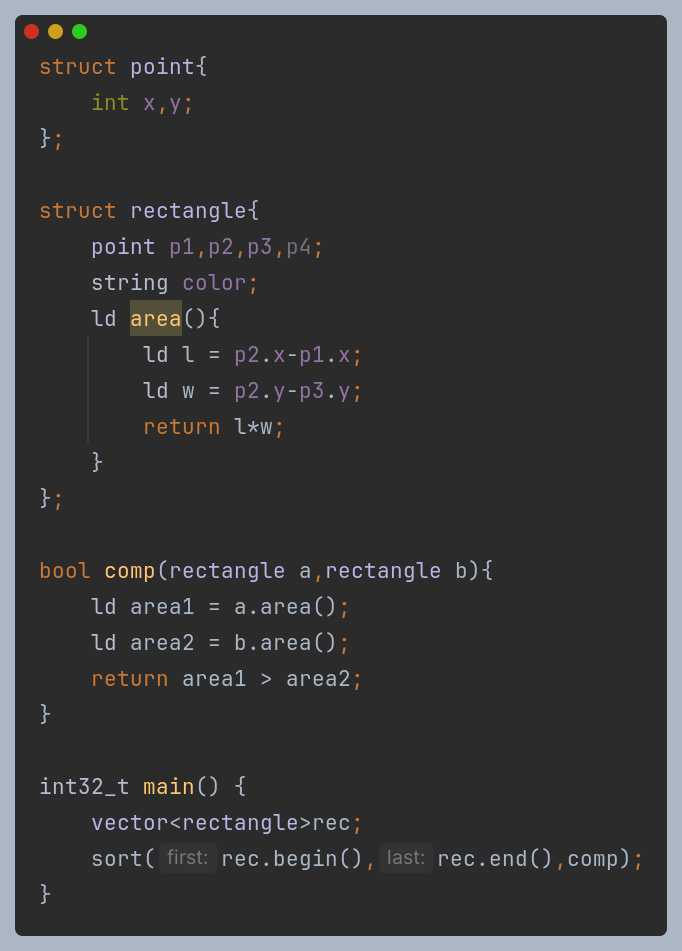 struct point{
    int x,y;
};

struct rectangle{
    point p1,p2,p3,p4;
    string color;
    ld area(){
        ld l = p2.x-p1.x;
        ld w = p2.y-p3.y;
        return l*w;
    }
};

bool comp(rectangle a,rectangle b){
    ld area1 = a.area();
    ld area2 = b.area();
    return area1 > area2;
}

int32_t main() {
    vector<rectangle>rec;
    sort( first: rec.begin(), last: rec.end(),comp);
}